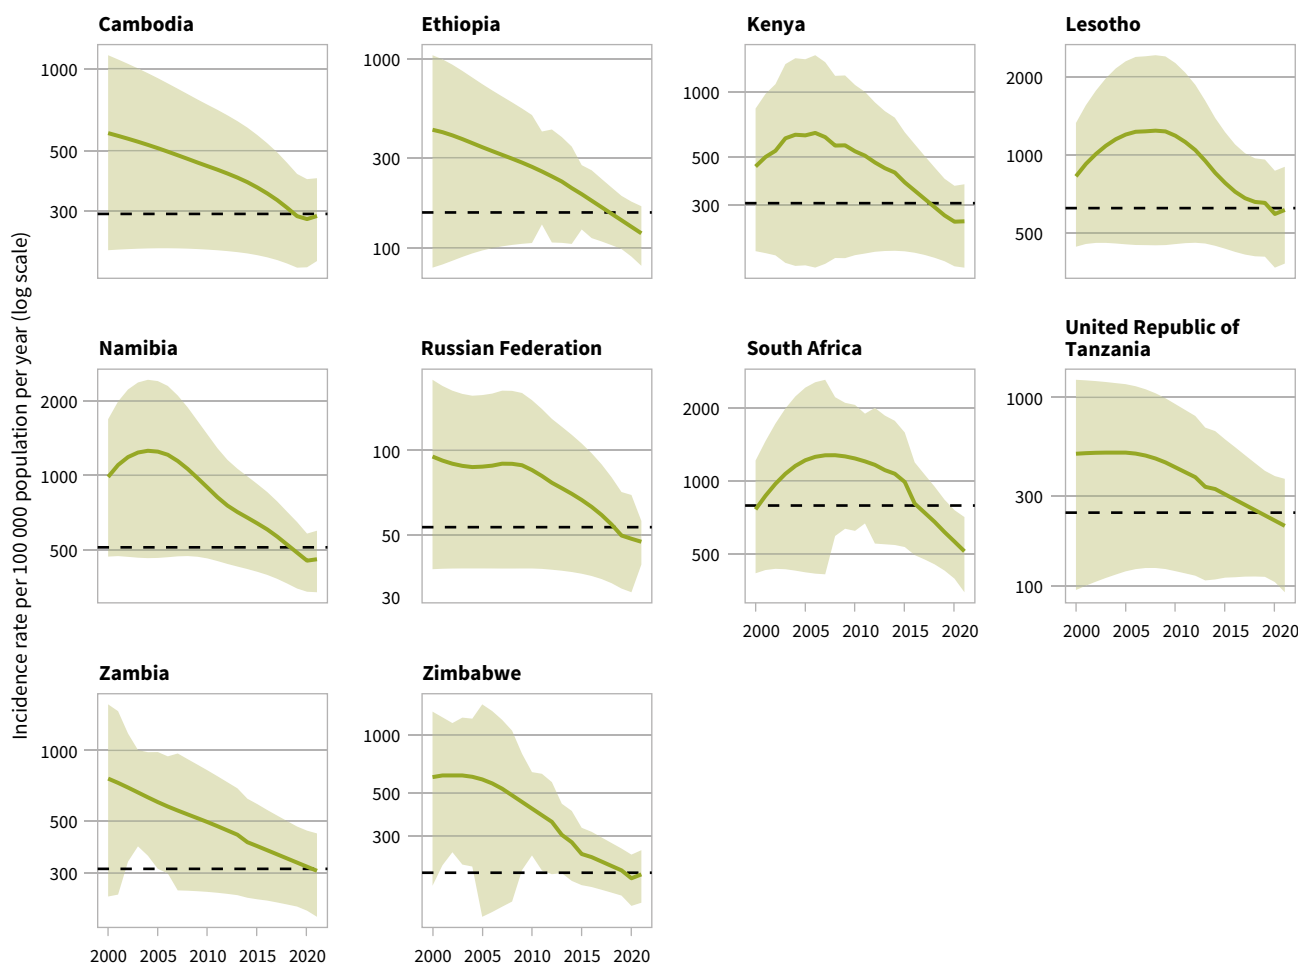 Cambodia
Ethiopia
Kenya
Lesotho
1000
500
300
1000
300
100
1000
500
300
2000
1000
500
Incidence rate per 100 000 population per year (log scale)
Namibia
Russian Federation
South Africa
United Republic of
Tanzania
2000
1000
500
100
50
30
2000
1000
500
1000
300
100
2000 2005 2010 2015 2020
2000 2005 2010 2015 2020
Zambia
Zimbabwe
1000
500
300
1000
500
300
2000 2005 2010 2015 2020
2000 2005 2010 2015 2020